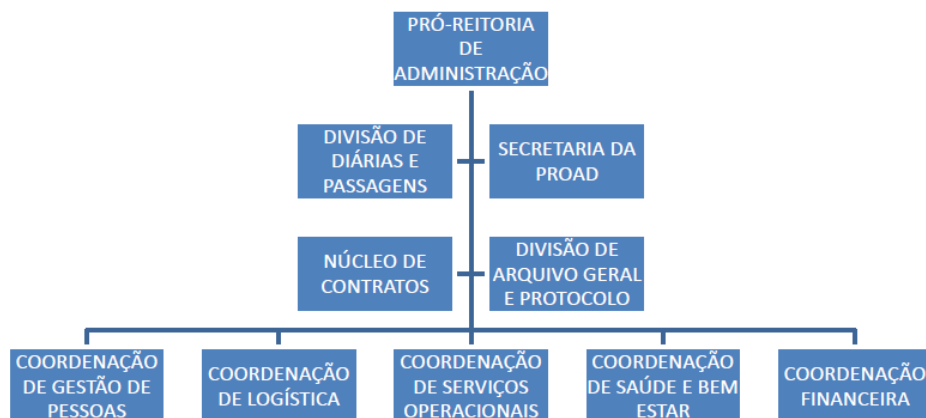 PRÓ-REITORIA
DE
ADMINISTRAÇÃO
DIVISÃO DE
DIÁRIAS E
PASSAGENS
SECRETARIA DA
PROAD
NÚCLEO DE
CONTRATOS
DIVISÃO DE
ARQUIVO GERAL
E PROTOCOLO
COORDENAÇÃO
DE GESTÃO DE
PESSOAS
COORDENAÇÃO
DE LOGÍSTICA
COORDENAÇÃO
DE SERVIÇOS
OPERACIONAIS
COORDENAÇÃO
DE SAÚDE E BEM
ESTAR
COORDENAÇÃO
FINANCEIRA